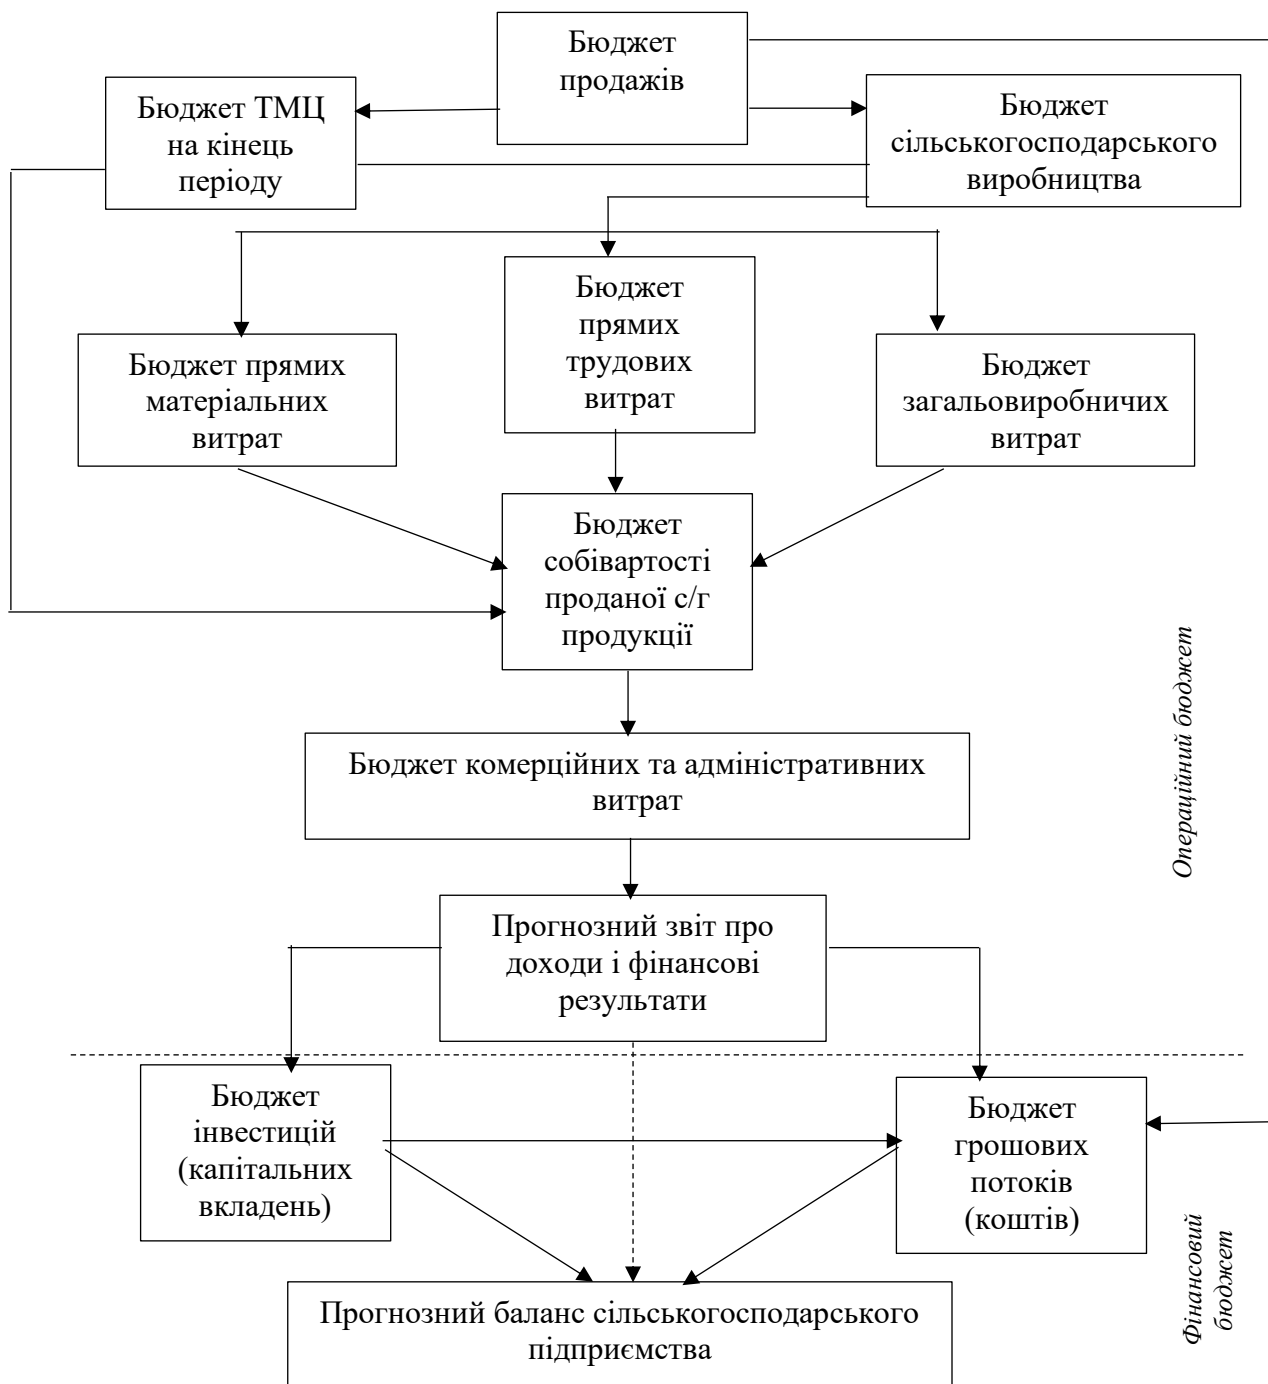 Бюджет
продажів
Бюджет ТМЦ
на кінець
періоду
Бюджет
сільськогосподарського
виробництва
Бюджет прямих
матеріальних
витрат
Бюджет
прямих
трудових
витрат
Бюджет
загальовиробничих
витрат
Бюджет
собівартості
проданої с/г
продукції
Операційний бюджет
Бюджет комерційних та адміністративних
витрат
Прогнозний звіт про
доходи і фінансові
результати
Бюджет
інвестицій
(капітальних
вкладень)
Бюджет
грошових
потоків
(коштів)
Фінансовий
бюджет
Прогнозний баланс сільськогосподарського
підприємства